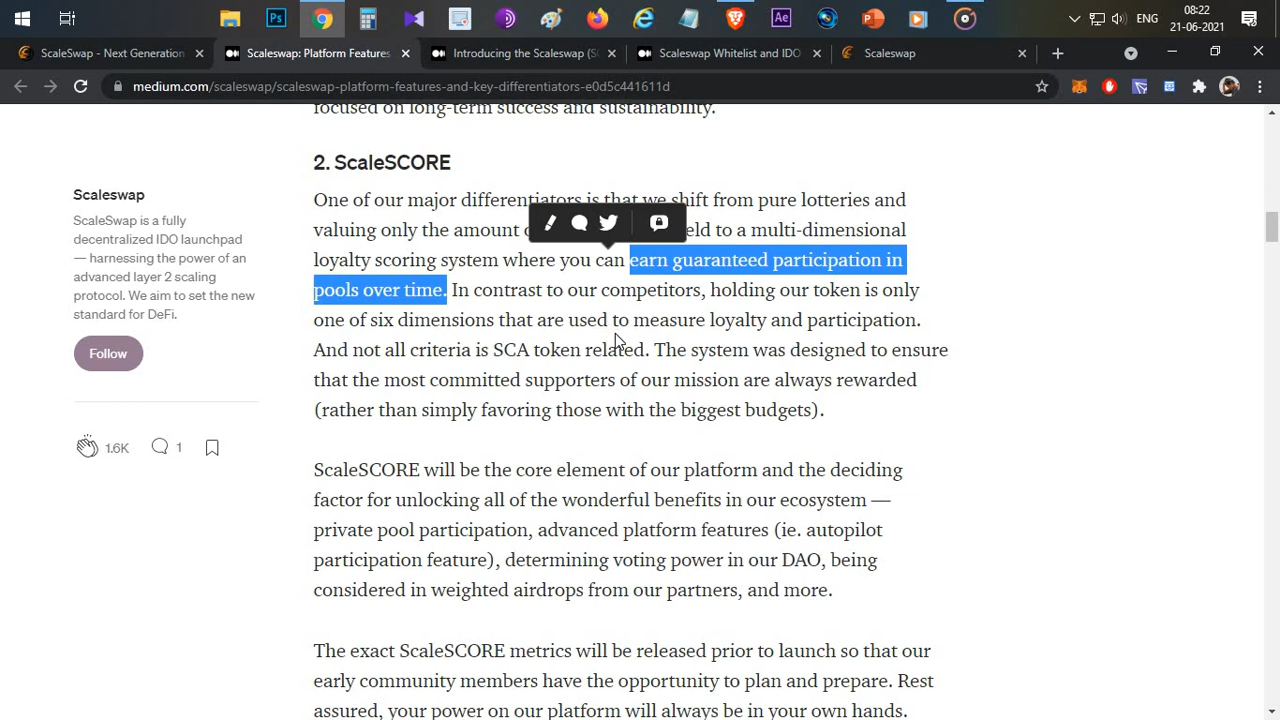 Ps
Ae
ENG
08:22
21-06-2021
ScaleSwap - Next Generation
Scaleswap: Platform Features
Introducing the Scaleswap (SC
Scaleswap Whitelist and IDO
Scaleswap
medium.com/scaleswap/scaleswap-platform-features-and-key-differentiators-e0d5c441611d
focused on long-term success and sustainability.
Scaleswap
ScaleSwap is a fully
decentralized IDO launchpad
— harnessing the power of an
advanced layer 2 scaling
protocol. We aim to set the new
standard for DeFi.
Follow
1.6K
1
2. ScaleSCORE
One of our major differentiators is that we shift from pure lotteries and
valuing only the amount eld to a multi-dimensional
loyalty scoring system where you can earn guaranteed participation in
pools over time. In contrast to our competitors, holding our token is only
one of six dimensions that are used to measure loyalty and participation.
And not all criteria is SCA token related. The system was designed to ensure
that the most committed supporters of our mission are always rewarded
(rather than simply favoring those with the biggest budgets).
ScaleSCORE will be the core element of our platform and the deciding
factor for unlocking all of the wonderful benefits in our ecosystem —
private pool participation, advanced platform features (ie. autopilot
participation feature), determining voting power in our DAO, being
considered in weighted airdrops from our partners, and more.
The exact ScaleSCORE metrics will be released prior to launch so that our
early community members have the opportunity to plan and prepare. Rest
assured, your power on our platform will always be in your own hands.